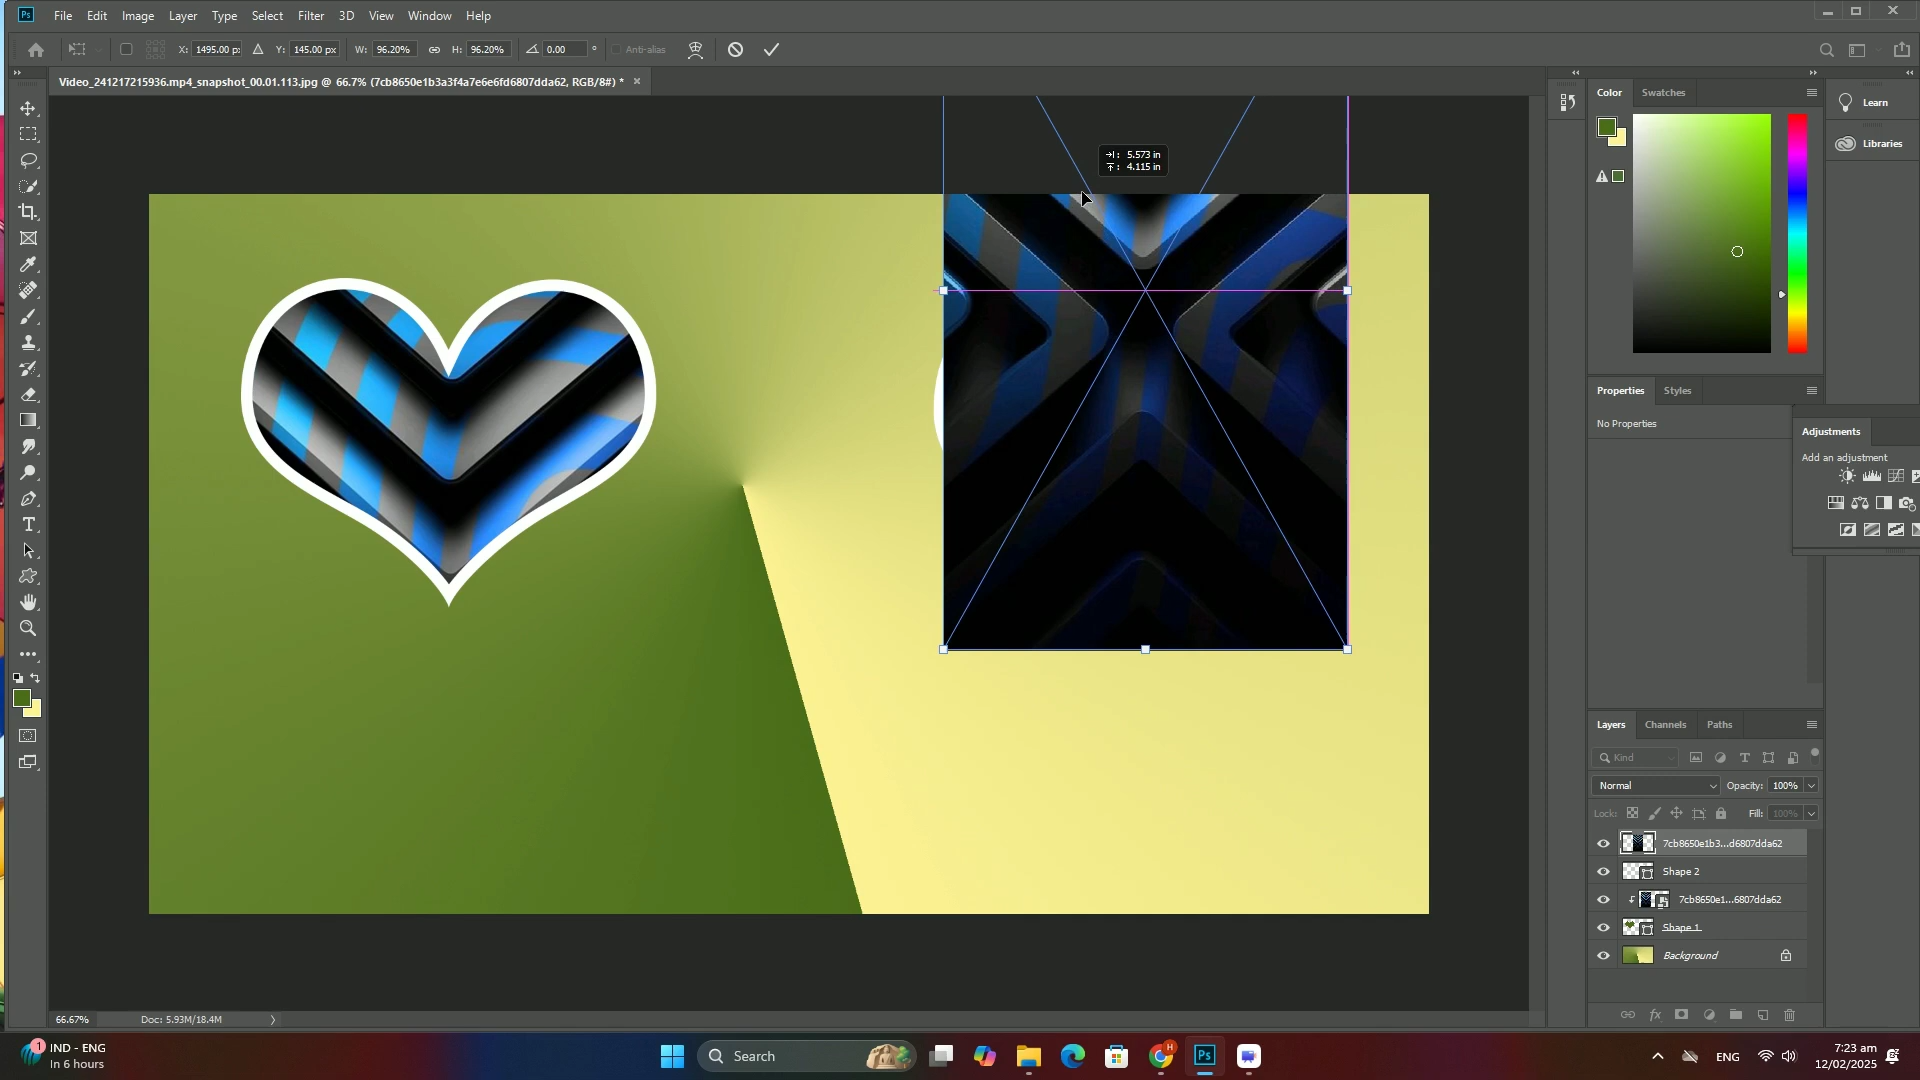 Ps File Edit Image Layer Type Select Filter 3D View Window Help
X: 1495.00 p: Y: 145.00 px W: 96.20% H: 96.20% 0.00 ° Anti-alias
Video_241217215936.mp4_snapshot_00.01.113.jpg @ 66.7% (7cb8650e1b3a3f4a7e6e6fd6807dda62, RGB/8#) * ×
Color Swatches
Learn
Libraries
5.573 in
4.115 in
Properties Styles
No Properties
Adjustments
Add an adjustment
Layers Channels Paths
Kind
Normal Opacity: 100%
Lock: Fill: 100%
7cb8650e1b3...d6807dda62
Shape 2
7cb8650e1...6807dda62
Shape 1
Background
66.67% Doc: 5.93M/18.4M
1
IND - ENG
In 6 hours
Search
H
Ps
ENG
7:23 am
12/02/2025